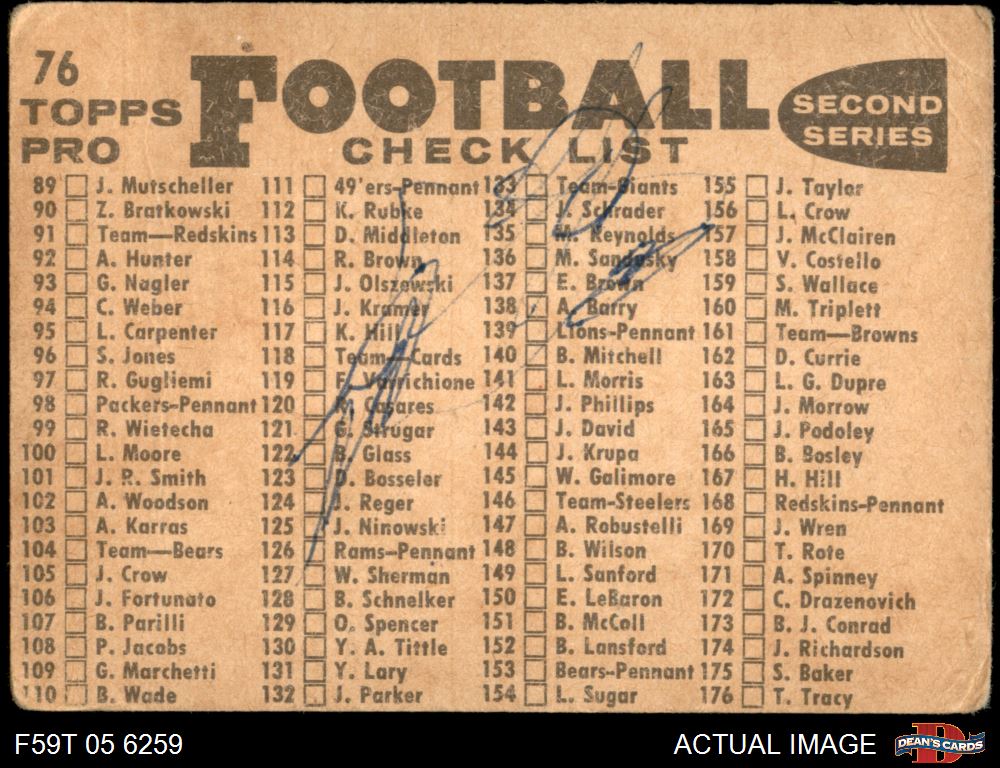 76
TOPPS
PRO
FOOTBALL
CHECK LIST
SECOND
SERIES
89 J. Mutscheller
90 Z. Bratkowski
91 Team—Redskins
92 A. Hunter
93 G. Nagler
94 C. Weber
95 L. Carpenter
96 S. Jones
97 R. Gugliemi
98 Packers-Pennant
99 R. Wietecha
100 L. Moore
101 J. R. Smith
102 A. Woodson
103 A. Karras
104 Team—Bears
105 J. Crow
106 J. Fortunato
107 B. Parilli
108 P. Jacobs
109 G. Marchetti
110 B. Wade
111 49'ers-Pennant
112 K. Rubke
113 D. Middleton
114 R. Brown
115 J. Olszewski
116 J. Kramer
117 K. Hill
118 Team—Cards
119 F. Varrichione
120 R. Casares
121 G. Strugar
122 B. Glass
123 D. Bosseler
124 J. Reger
125 J. Ninowski
126 Rams-Pennant
127 W. Sherman
128 B. Schnelker
129 O. Spencer
130 Y. A. Tittle
131 Y. Lary
132 J. Parker
133 Team-Giants
134 J. Schrader
135 M. Reynolds
136 M. Sandusky
137 E. Brown
138 A. Barry
139 Lions-Pennant
140 B. Mitchell
141 L. Morris
142 J. Phillips
143 J. David
144 J. Krupa
145 W. Galimore
146 Team-Steelers
147 A. Robustelli
148 B. Wilson
149 L. Sanford
150 E. LeBaron
151 B. McColl
152 B. Lansford
153 Bears-Pennant
154 L. Sugar
155 J. Taylor
156 L. Crow
157 J. McClairen
158 V. Costello
159 S. Wallace
160 M. Triplett
161 Team—Browns
162 D. Currie
163 L. G. Dupre
164 J. Morrow
165 J. Podoley
166 B. Bosley
167 H. Hill
168 Redskins-Pennant
169 J. Wren
170 T. Rote
171 A. Spinney
172 C. Drazenovich
173 B. J. Conrad
174 J. Richardson
175 S. Baker
176 T. Tracy
F59T 05 6259
ACTUAL IMAGE
D
DEAN'S CARDS